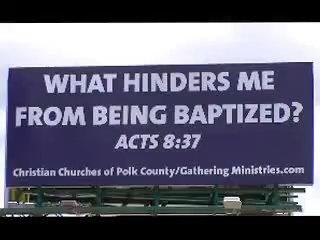 WHAT HINDERS ME
FROM BEING BAPTIZED?
ACTS 8:37
Christian Churches of Polk County/Gathering Ministries.com